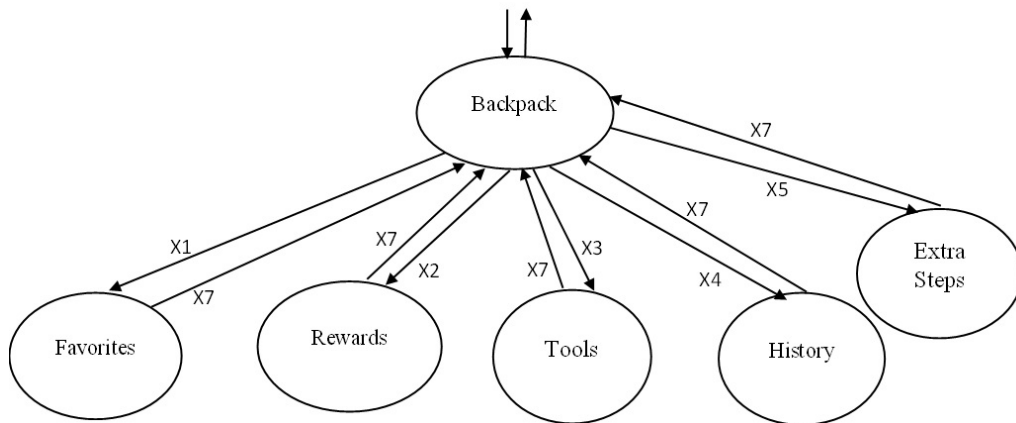 Backpack
X7
X5
X7
X1
X7
X3
Extra
Steps
X2
X7
X4
X7
Favorites
Rewards
Tools
History